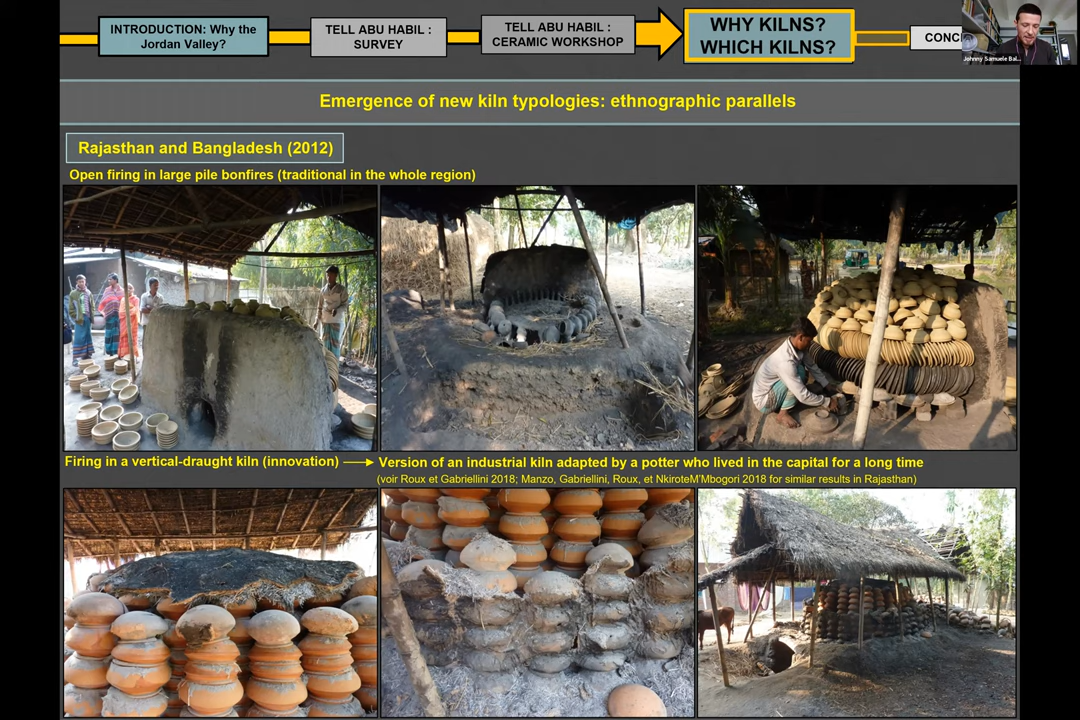 INTRODUCTION: Why the
Jordan Valley?
TELL ABU HABIL :
SURVEY
TELL ABU HABIL :
CERAMIC WORKSHOP
WHY KILNS?
WHICH KILNS?
CONC
Johnny Samuele Bal...
Emergence of new kiln typologies: ethnographic parallels
Rajasthan and Bangladesh (2012)
Open firing in large pile bonfires (traditional in the whole region)
Firing in a vertical-draught kiln (innovation)
Version of an industrial kiln adapted by a potter who lived in the capital for a long time
(voir Roux et Gabriellini 2018; Manzo, Gabriellini, Roux, et NkiroteM'Mbogori 2018 for similar results in Rajasthan)